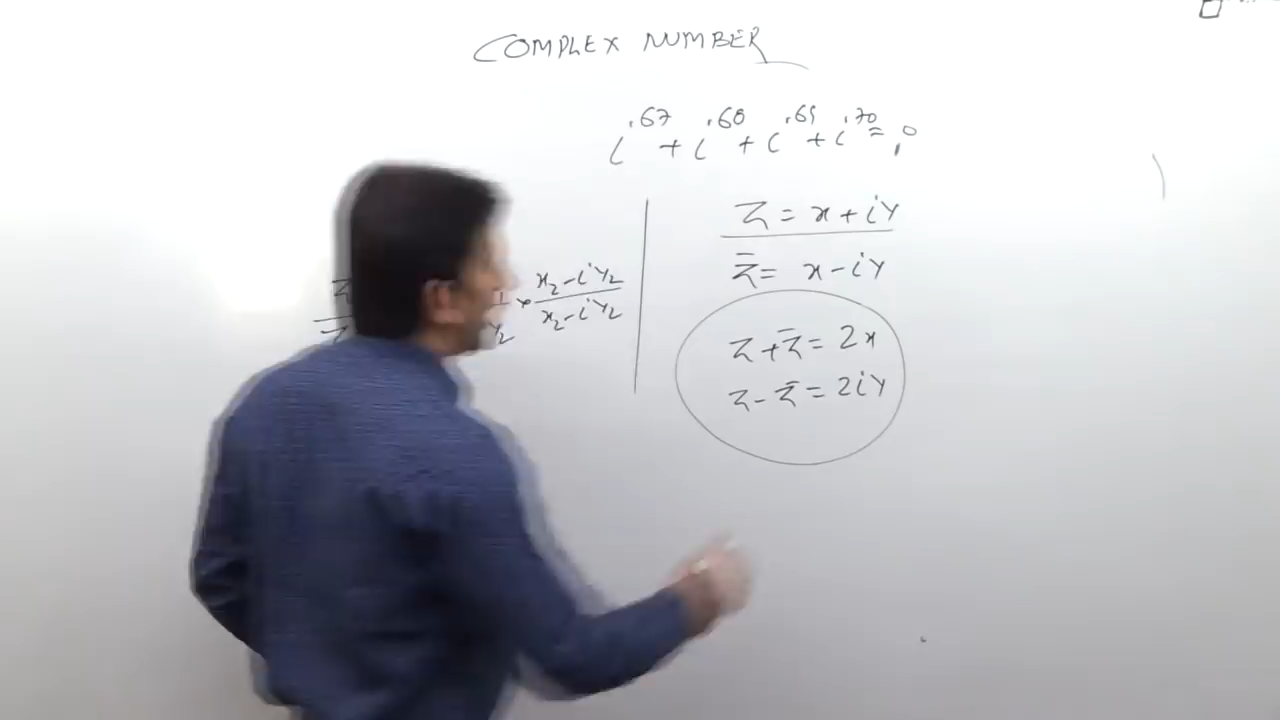 COMPLEX NUMBER
i^67 + i^68 + i^69 + i^70 = 0
x₂-iy₂
x₂-iy₂
z = x+iy
z̄ = x-iy
z+z̄ = 2x
z-z̄ = 2iy